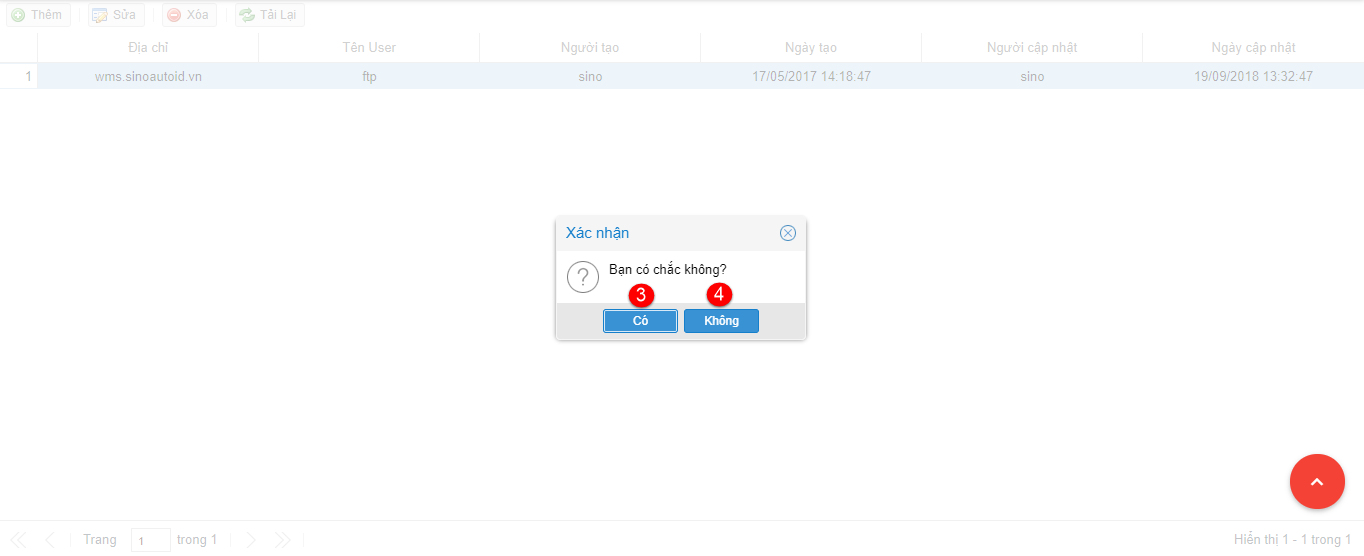 Thêm Sửa Xóa Tải Lại
Địa chỉ Tên User Người tạo Ngày tạo Người cập nhât Ngày cập nhât
1 wms.sinoautoid.vn ftp sino 17/05/2017 14:18:47 sino 19/09/2018 13:32:47
Xác nhận
Bạn có chắc không?
3 4
Có Không
Trang 1 trong 1 Hiển thị 1 - 1 trong 1